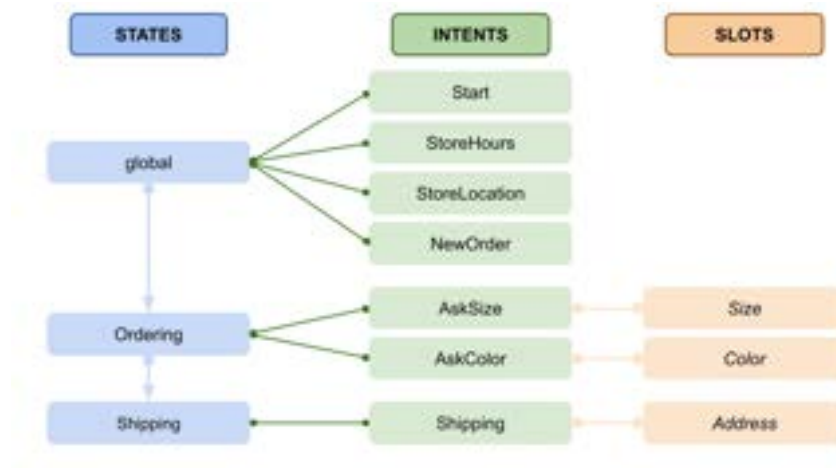 STATES INTENTS SLOTS
Start
StoreHours
global
StoreLocation
NewOrder
AskSize Size
Ordering
AskColor Color
Shipping Shipping Address